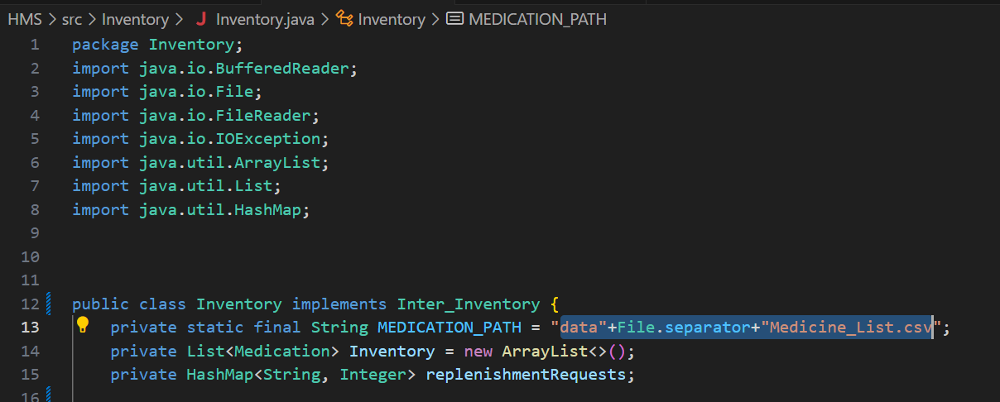 HMS > src > Inventory > J Inventory.java > Inventory > MEDICATION_PATH
1 package Inventory;
2 import java.io.BufferedReader;
3 import java.io.File;
4 import java.io.FileReader;
5 import java.io.IOException;
6 import java.util.ArrayList;
7 import java.util.List;
8 import java.util.HashMap;
9
10
11
12 public class Inventory implements Inter_Inventory {
13 private static final String MEDICATION_PATH = "data"+File.separator+"Medicine_List.csv";
14 private List<Medication> Inventory = new ArrayList<>();
15 private HashMap<String, Integer> replenishmentRequests;
16